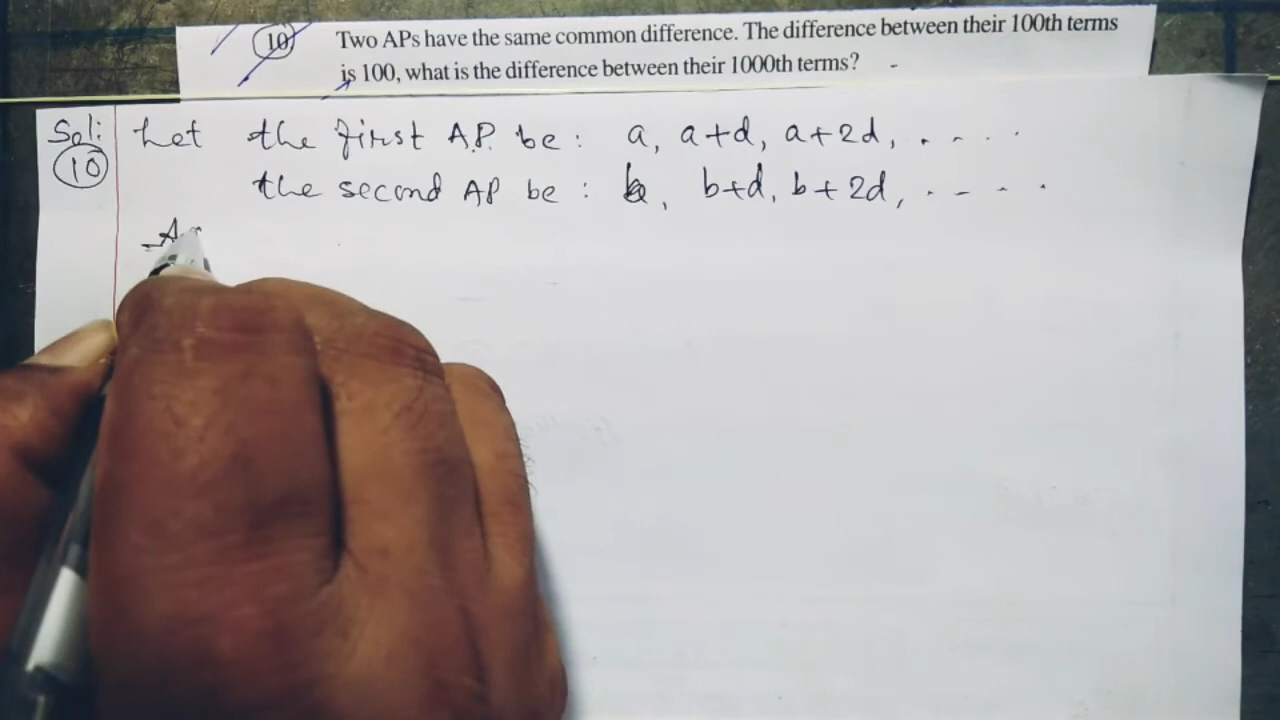 10 Two APs have the same common difference. The difference between their 100th terms
is 100, what is the difference between their 1000th terms?
Sol: Let the first A.P. be: a, a+d, a+2d, . . . .
10 the second AP be: b, b+d, b+2d, . . . .